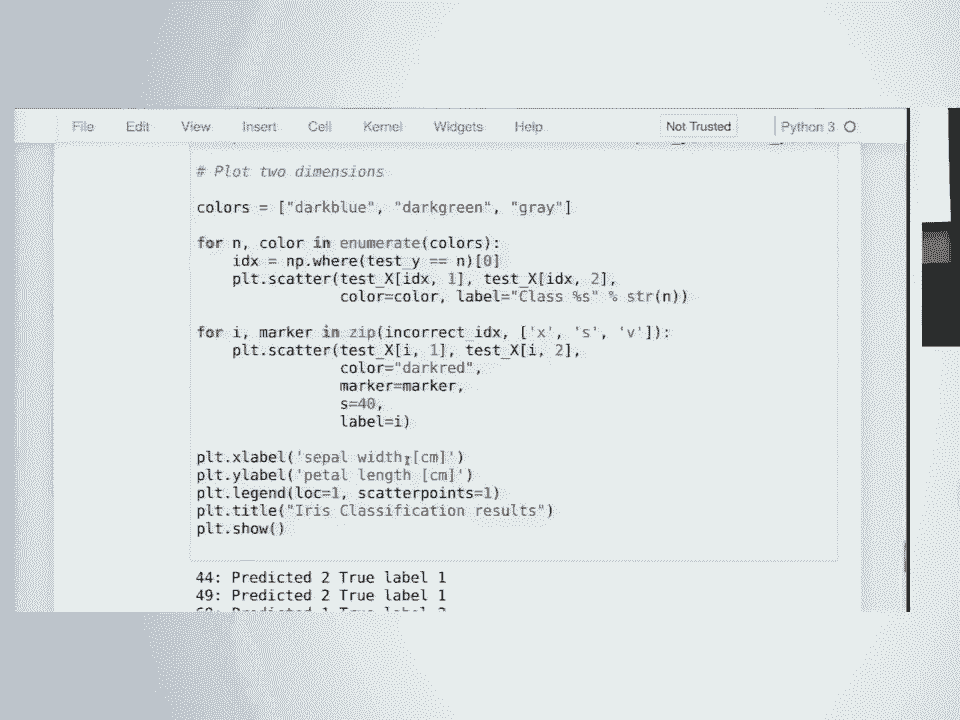 File Edit View Insert Cell Kernel Widgets Help Not Trusted Python 3
# Plot two dimensions
colors = ["darkblue", "darkgreen", "gray"]
for n, color in enumerate(colors):
    idx = np.where(test_y == n)[0]
    plt.scatter(test_X[idx, 1], test_X[idx, 2],
                color=color, label="Class %s" % str(n))
for i, marker in zip(incorrect_idx, ['x', 's', 'v']):
    plt.scatter(test_X[i, 1], test_X[i, 2],
                color="darkred",
                marker=marker,
                s=40,
                label=i)
plt.xlabel('sepal width [cm]')
plt.ylabel('petal length [cm]')
plt.legend(loc=1, scatterpoints=1)
plt.title("Iris Classification results")
plt.show()
44: Predicted 2 True label 1
49: Predicted 2 True label 1